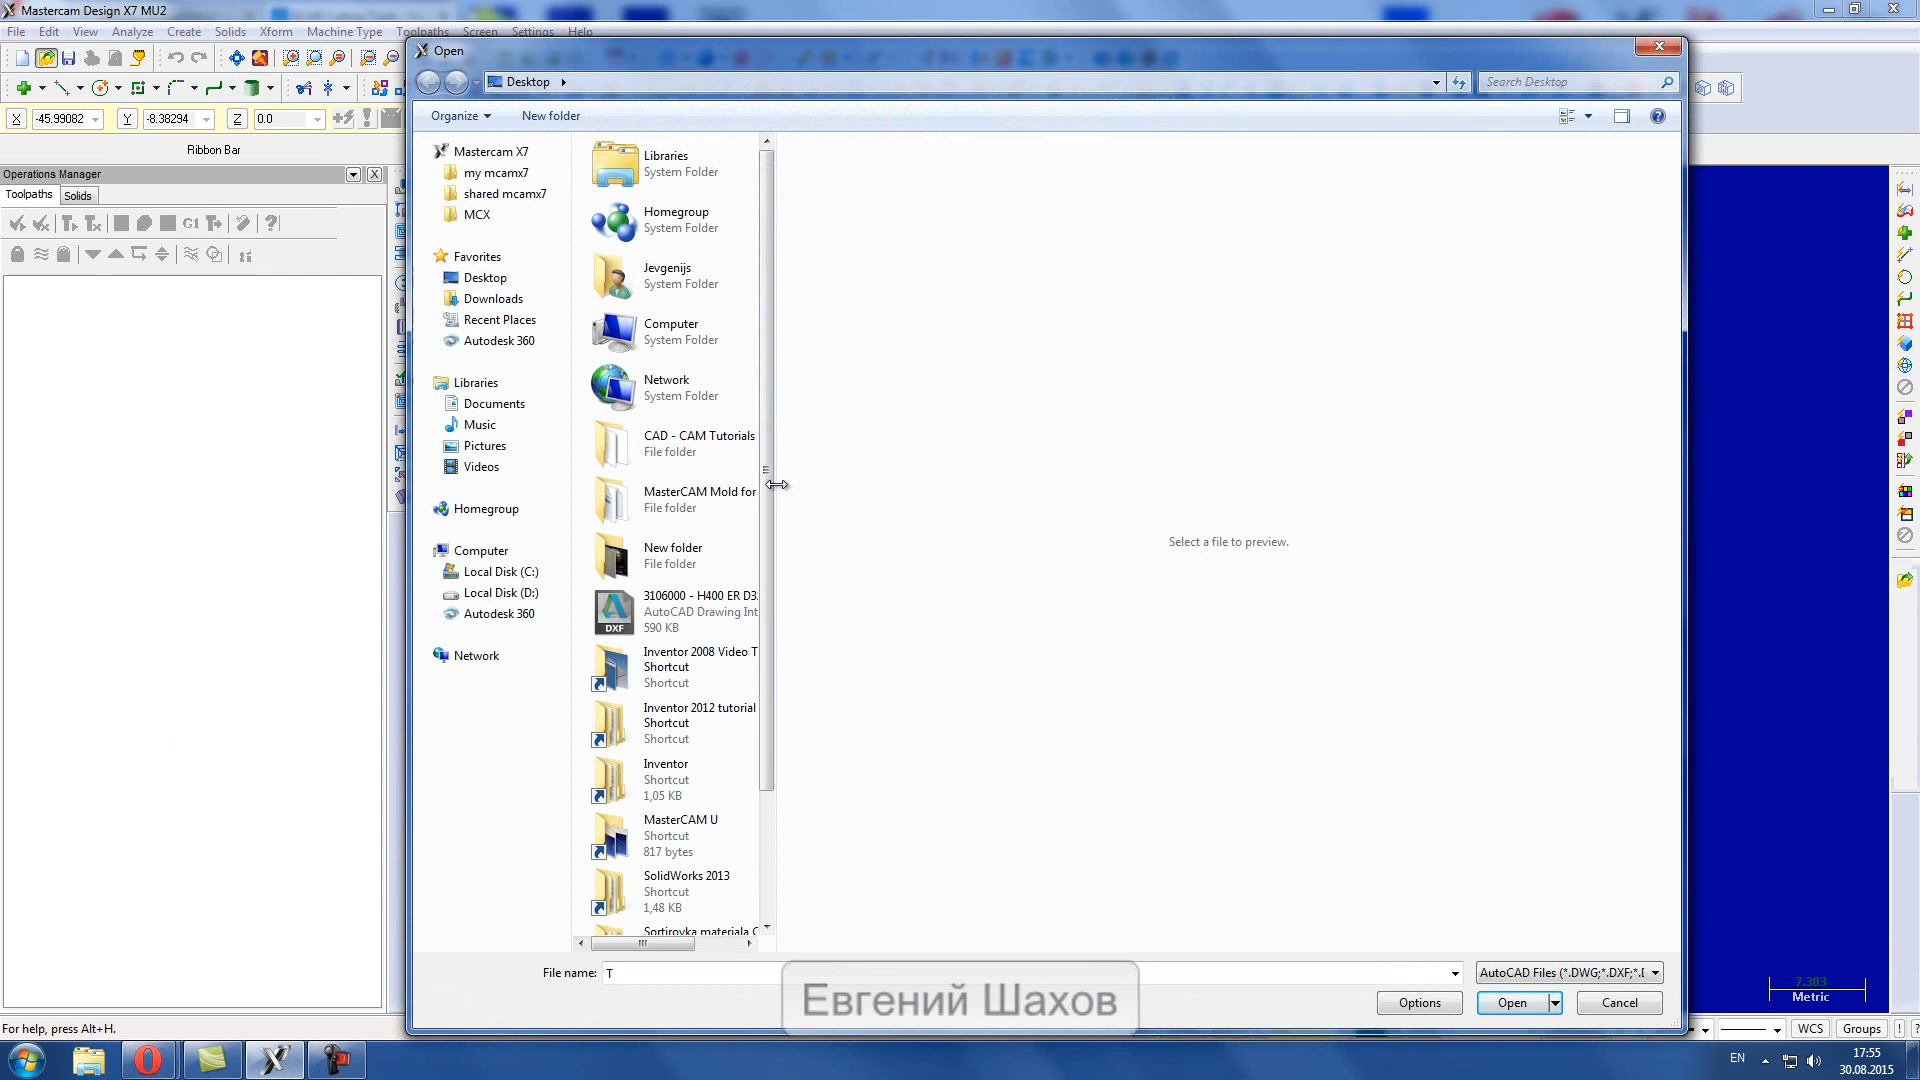 Mastercam Design X7 MU2
File Edit View Analyze Create Solids Xform Machine Type Toolpaths Screen Settings Help
X -45.99082 Y -8.38294 Z 0.0
Ribbon Bar
Operations Manager
Toolpaths Solids
G1
Open
Desktop
Search Desktop
Organize New folder
Mastercam X7
my mcamx7
shared mcamx7
MCX
Favorites
Desktop
Downloads
Recent Places
Autodesk 360
Libraries
Documents
Music
Pictures
Videos
Homegroup
Computer
Local Disk (C:)
Local Disk (D:)
Autodesk 360
Network
Libraries
System Folder
Homegroup
System Folder
Jevgenijs
System Folder
Computer
System Folder
Network
System Folder
CAD - CAM Tutorials
File folder
MasterCAM Mold for
File folder
New folder
File folder
DXF
3106000 - H400 ER D3
AutoCAD Drawing Int
590 KB
Inventor 2008 Video T
Shortcut
Shortcut
Inventor 2012 tutorial
Shortcut
Shortcut
Inventor
Shortcut
1,05 KB
MasterCAM U
Shortcut
817 bytes
SolidWorks 2013
Shortcut
1,48 KB
Sortirovka materiala
Select a file to preview.
File name: T
AutoCAD Files (*.DWG;*.DXF;*.
Options Open Cancel
Евгений Шахов
7.383
Metric
For help, press Alt+H.
WCS Groups ! ?
EN
17:55
30.08.2015